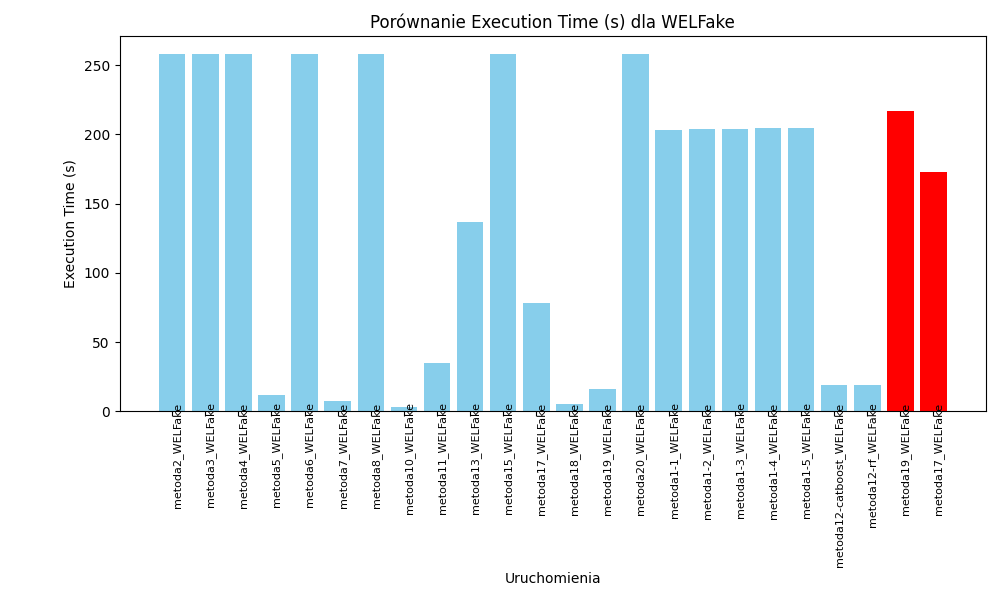 Porównanie Execution Time (s) dla WELFake
Execution Time (s)
250
200
150
100
50
0
metoda2_WELFake
metoda3_WELFake
metoda4_WELFake
metoda5_WELFake
metoda6_WELFake
metoda7_WELFake
metoda8_WELFake
metoda10_WELFake
metoda11_WELFake
metoda13_WELFake
metoda15_WELFake
metoda17_WELFake
metoda18_WELFake
metoda19_WELFake
metoda20_WELFake
metoda1-1_WELFake
metoda1-2_WELFake
metoda1-3_WELFake
metoda1-4_WELFake
metoda1-5_WELFake
metoda12-catboost_WELFake
metoda12-rf_WELFake
metoda19_WELFake
metoda17_WELFake
Uruchomienia